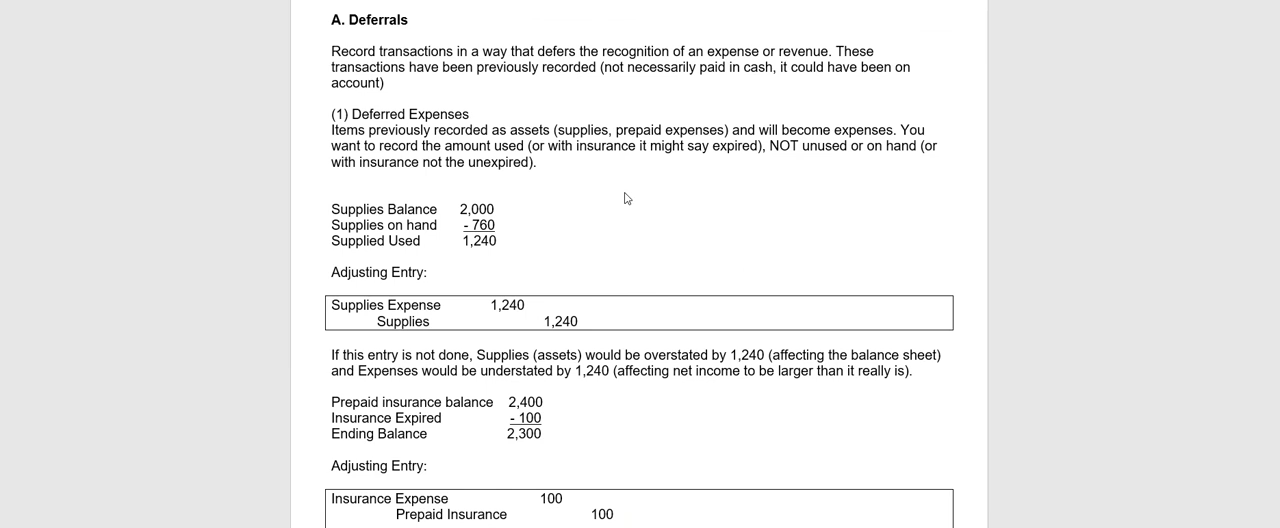 A. Deferrals
Record transactions in a way that defers the recognition of an expense or revenue. These
transactions have been previously recorded (not necessarily paid in cash, it could have been on
account)
(1) Deferred Expenses
Items previously recorded as assets (supplies, prepaid expenses) and will become expenses. You
want to record the amount used (or with insurance it might say expired), NOT unused or on hand (or
with insurance not the unexpired).
Supplies Balance 2,000
Supplies on hand - 760
Supplied Used 1,240
Adjusting Entry:
Supplies Expense 1,240
Supplies 1,240
If this entry is not done, Supplies (assets) would be overstated by 1,240 (affecting the balance sheet)
and Expenses would be understated by 1,240 (affecting net income to be larger than it really is).
Prepaid insurance balance 2,400
Insurance Expired - 100
Ending Balance 2,300
Adjusting Entry:
Insurance Expense 100
Prepaid Insurance 100